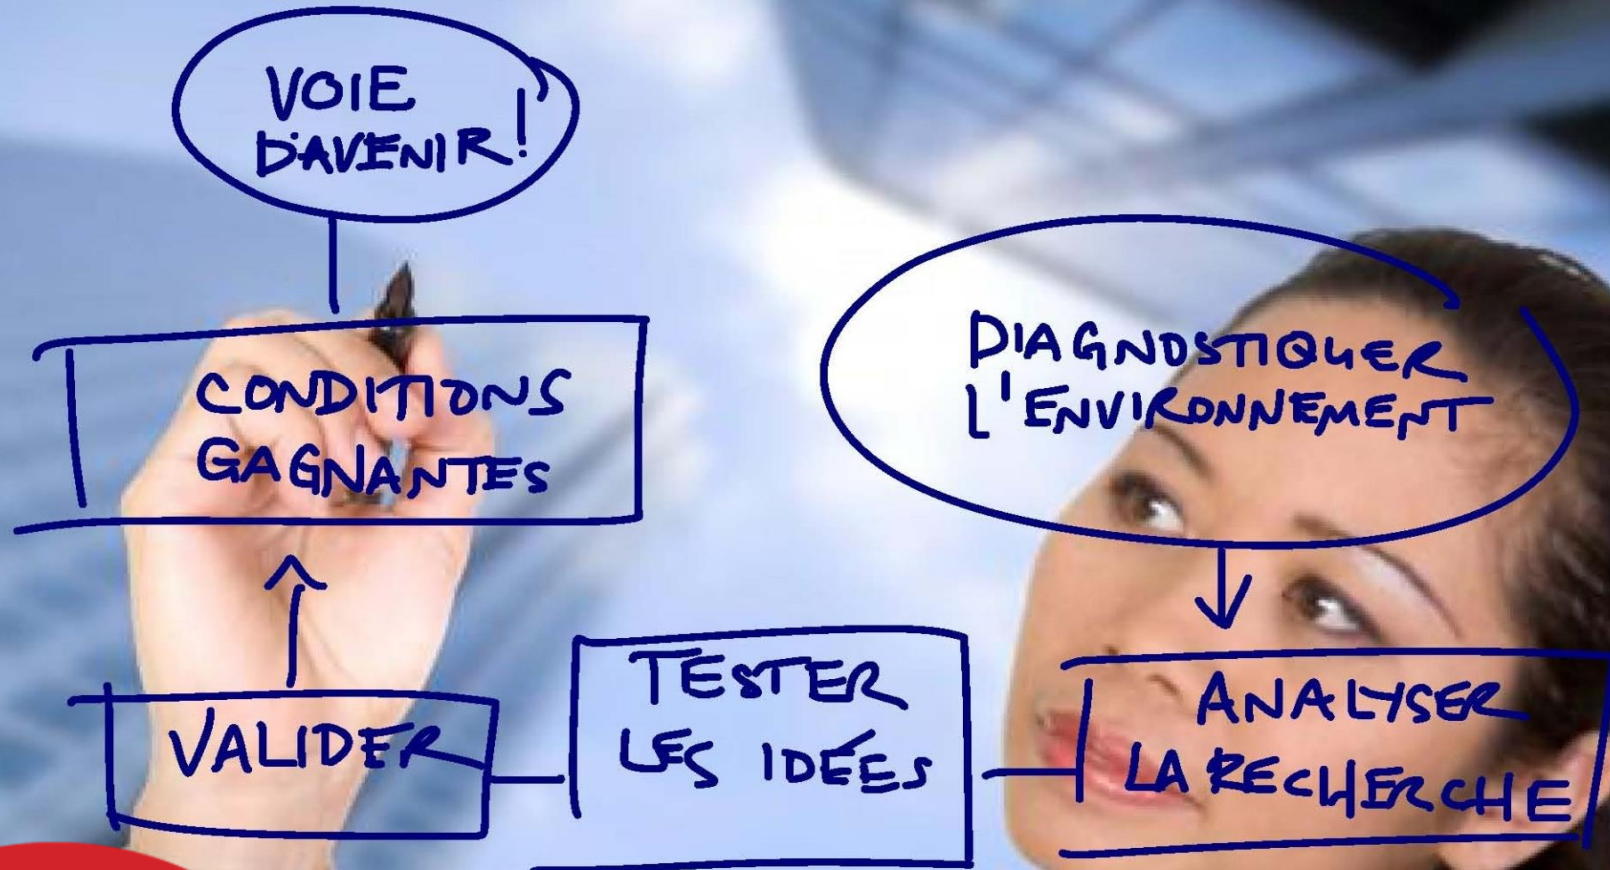 VOIE
D'AVENIR!
CONDITIONS
GAGNANTES
VALIDER
TESTER
LES IDÉES
DIAGNOSTIQUER
L'ENVIRONNEMENT
ANALYSER
LA RECHERCHE